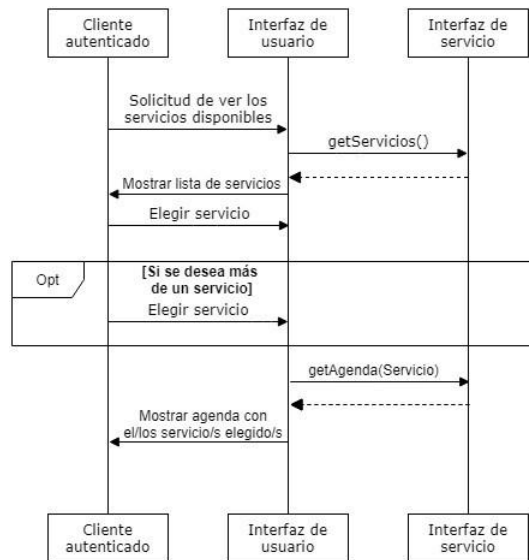 Cliente
autenticado
Interfaz de
usuario
Interfaz de
servicio
Solicitud de ver los
servicios disponibles
getServicios()
Mostrar lista de servicios
Elegir servicio
Opt
[Si se desea más
de un servicio]
Elegir servicio
getAgenda(Servicio)
Mostrar agenda con
el/los servicio/s elegido/s
Cliente
autenticado
Interfaz de
usuario
Interfaz de
servicio